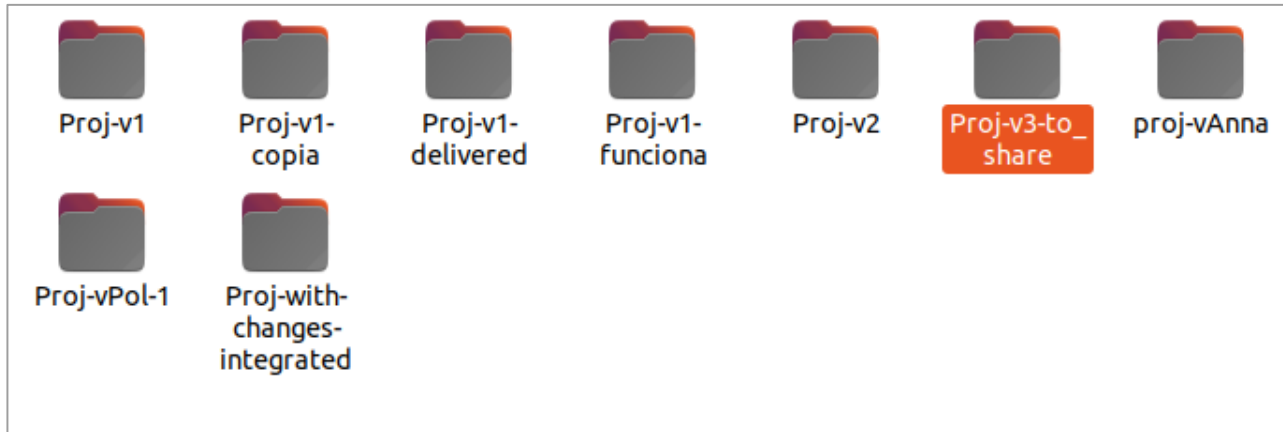 Proj-v1
Proj-v1-
copia
Proj-v1-
delivered
Proj-v1-
funciona
Proj-v2
Proj-v3-to_
share
proj-vAnna
Proj-vPol-1
Proj-with-
changes-
integrated